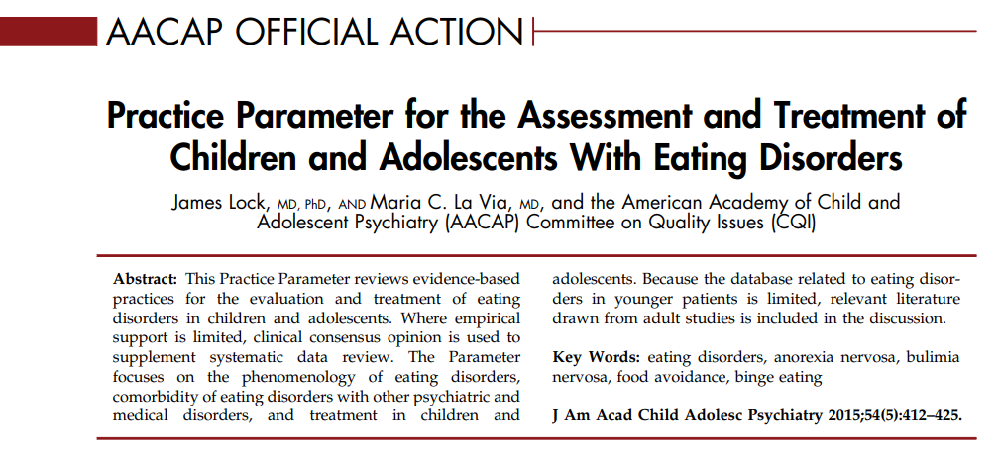 AACAP OFFICIAL ACTION
Practice Parameter for the Assessment and Treatment of
Children and Adolescents With Eating Disorders
James Lock, MD, PhD, AND Maria C. La Via, MD, and the American Academy of Child and
Adolescent Psychiatry (AACAP) Committee on Quality Issues (CQI)
Abstract: This Practice Parameter reviews evidence-based
practices for the evaluation and treatment of eating
disorders in children and adolescents. Where empirical
support is limited, clinical consensus opinion is used to
supplement systematic data review. The Parameter
focuses on the phenomenology of eating disorders,
comorbidity of eating disorders with other psychiatric and
medical disorders, and treatment in children and
adolescents. Because the database related to eating disor-
ders in younger patients is limited, relevant literature
drawn from adult studies is included in the discussion.
Key Words: eating disorders, anorexia nervosa, bulimia
nervosa, food avoidance, binge eating
J Am Acad Child Adolesc Psychiatry 2015;54(5):412–425.